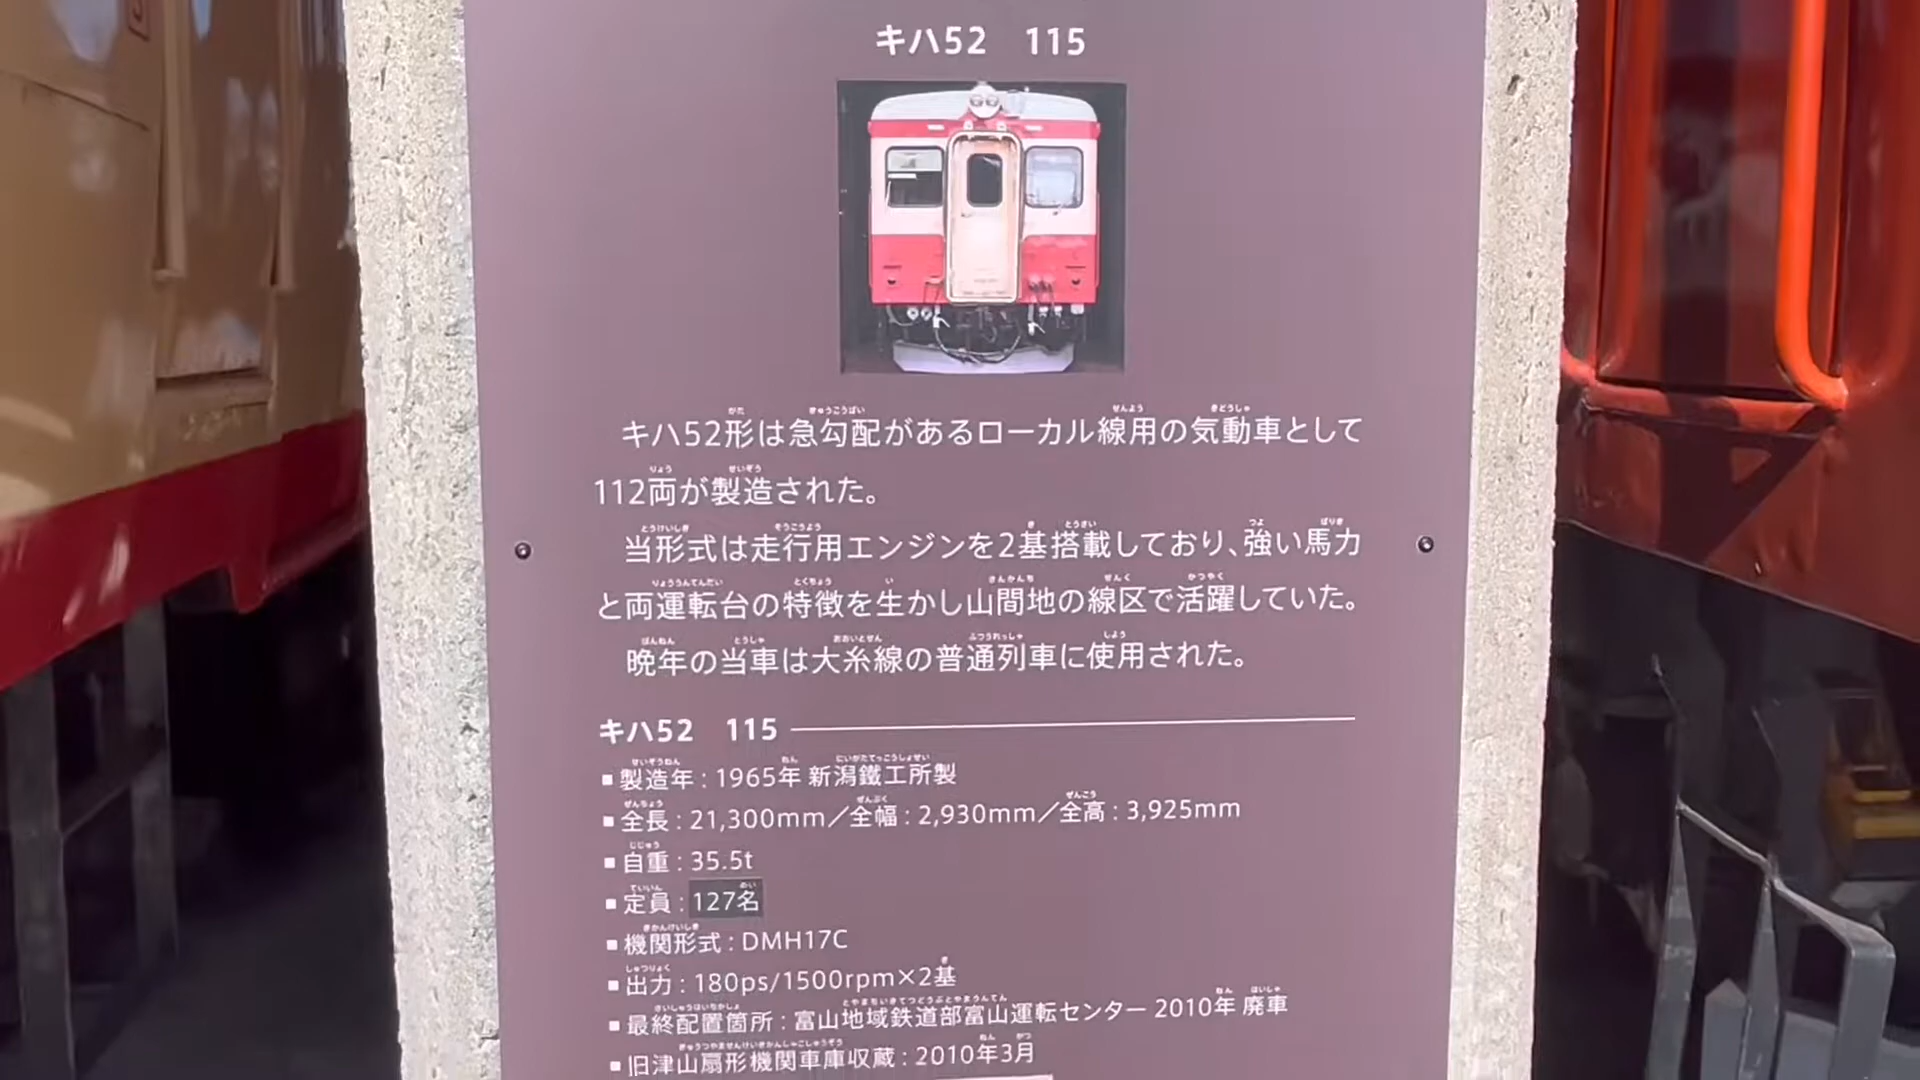 キハ52 115
キハ52形は急勾配があるローカル線用の気動車として
112両が製造された。
当形式は走行用エンジンを2基搭載しており、強い馬力
と両運転台の特徴を生かし山間地の線区で活躍していた。
晩年の当車は大糸線の普通列車に使用された。
キハ52 115
■製造年:1965年 新潟鐵工所製
■全長:21,300mm/全幅:2,930mm/全高:3,925mm
■自重:35.5t
■定員:127名
■機関形式:DMH17C
■出力:180ps/1500rpm×2基
■最終配置箇所:富山地域鉄道部富山運転センター 2010年 廃車
■旧津山扇形機関車庫収蔵:2010年3月